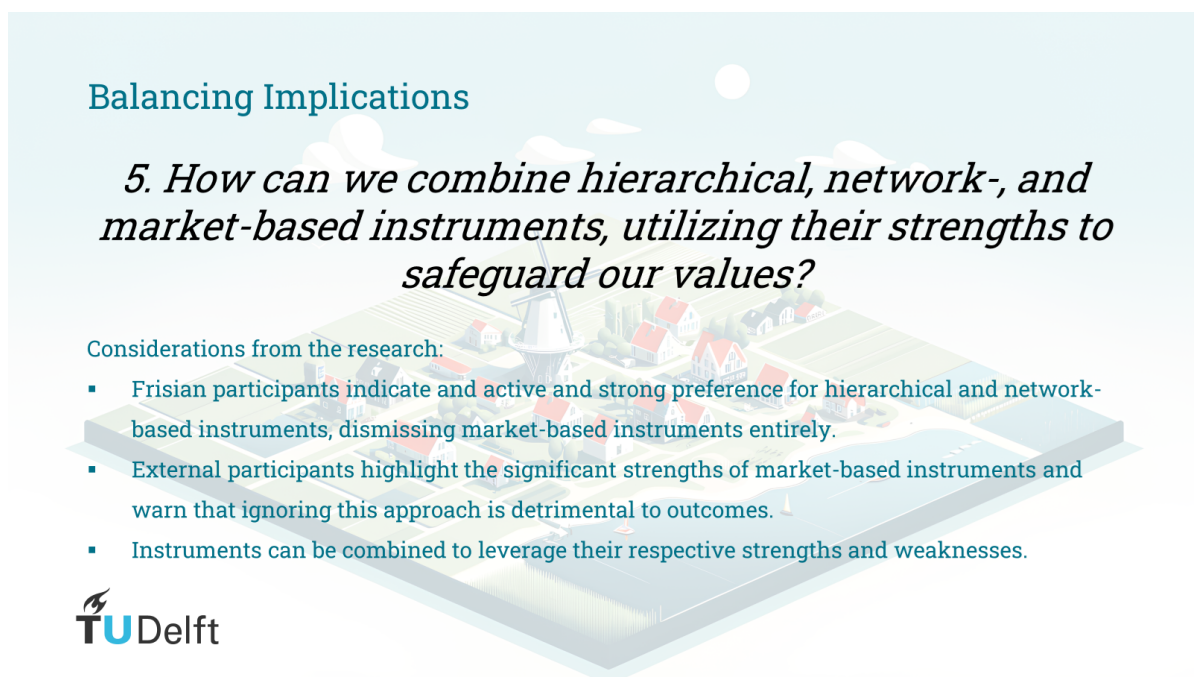 Balancing Implications
5. How can we combine hierarchical, network-, and
market-based instruments, utilizing their strengths to
safeguard our values?
Considerations from the research:
▪ Frisian participants indicate and active and strong preference for hierarchical and network-
based instruments, dismissing market-based instruments entirely.
▪ External participants highlight the significant strengths of market-based instruments and
warn that ignoring this approach is detrimental to outcomes.
▪ Instruments can be combined to leverage their respective strengths and weaknesses.
TU Delft